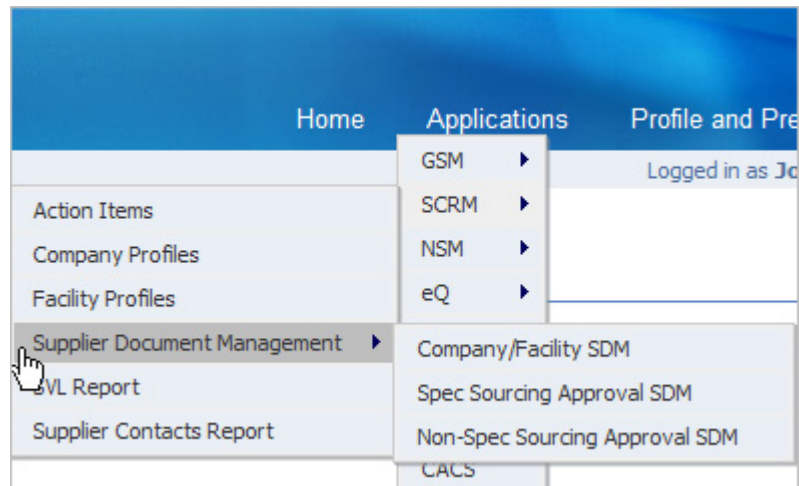 Home Applications Profile and Pre
Logged in as Jo
GSM
SCRM
NSM
eQ
CACS
Action Items
Company Profiles
Facility Profiles
Supplier Document Management
SVL Report
Supplier Contacts Report
Company/Facility SDM
Spec Sourcing Approval SDM
Non-Spec Sourcing Approval SDM